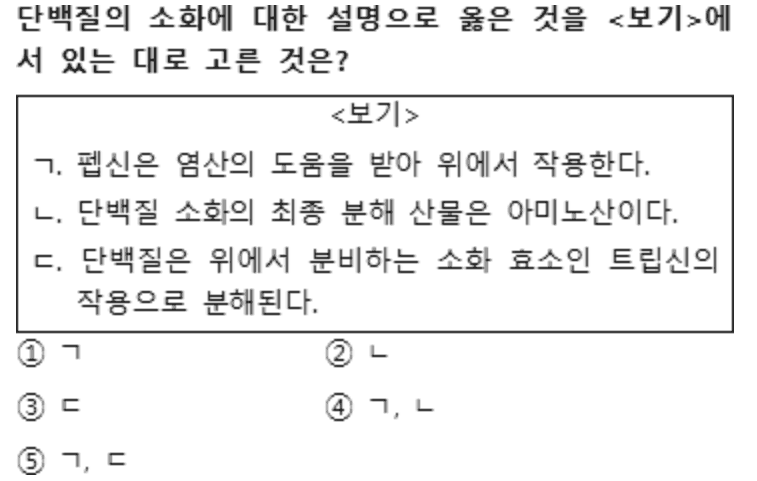 단백질의 소화에 대한 설명으로 옳은 것을 <보기>에
서 있는 대로 고른 것은?
<보기>
ㄱ. 펩신은 염산의 도움을 받아 위에서 작용한다.
ㄴ. 단백질 소화의 최종 분해 산물은 아미노산이다.
ㄷ. 단백질은 위에서 분비하는 소화 효소인 트립신의
작용으로 분해된다.
① ㄱ ② ㄴ
③ ㄷ ④ ㄱ, ㄴ
⑤ ㄱ, ㄷ